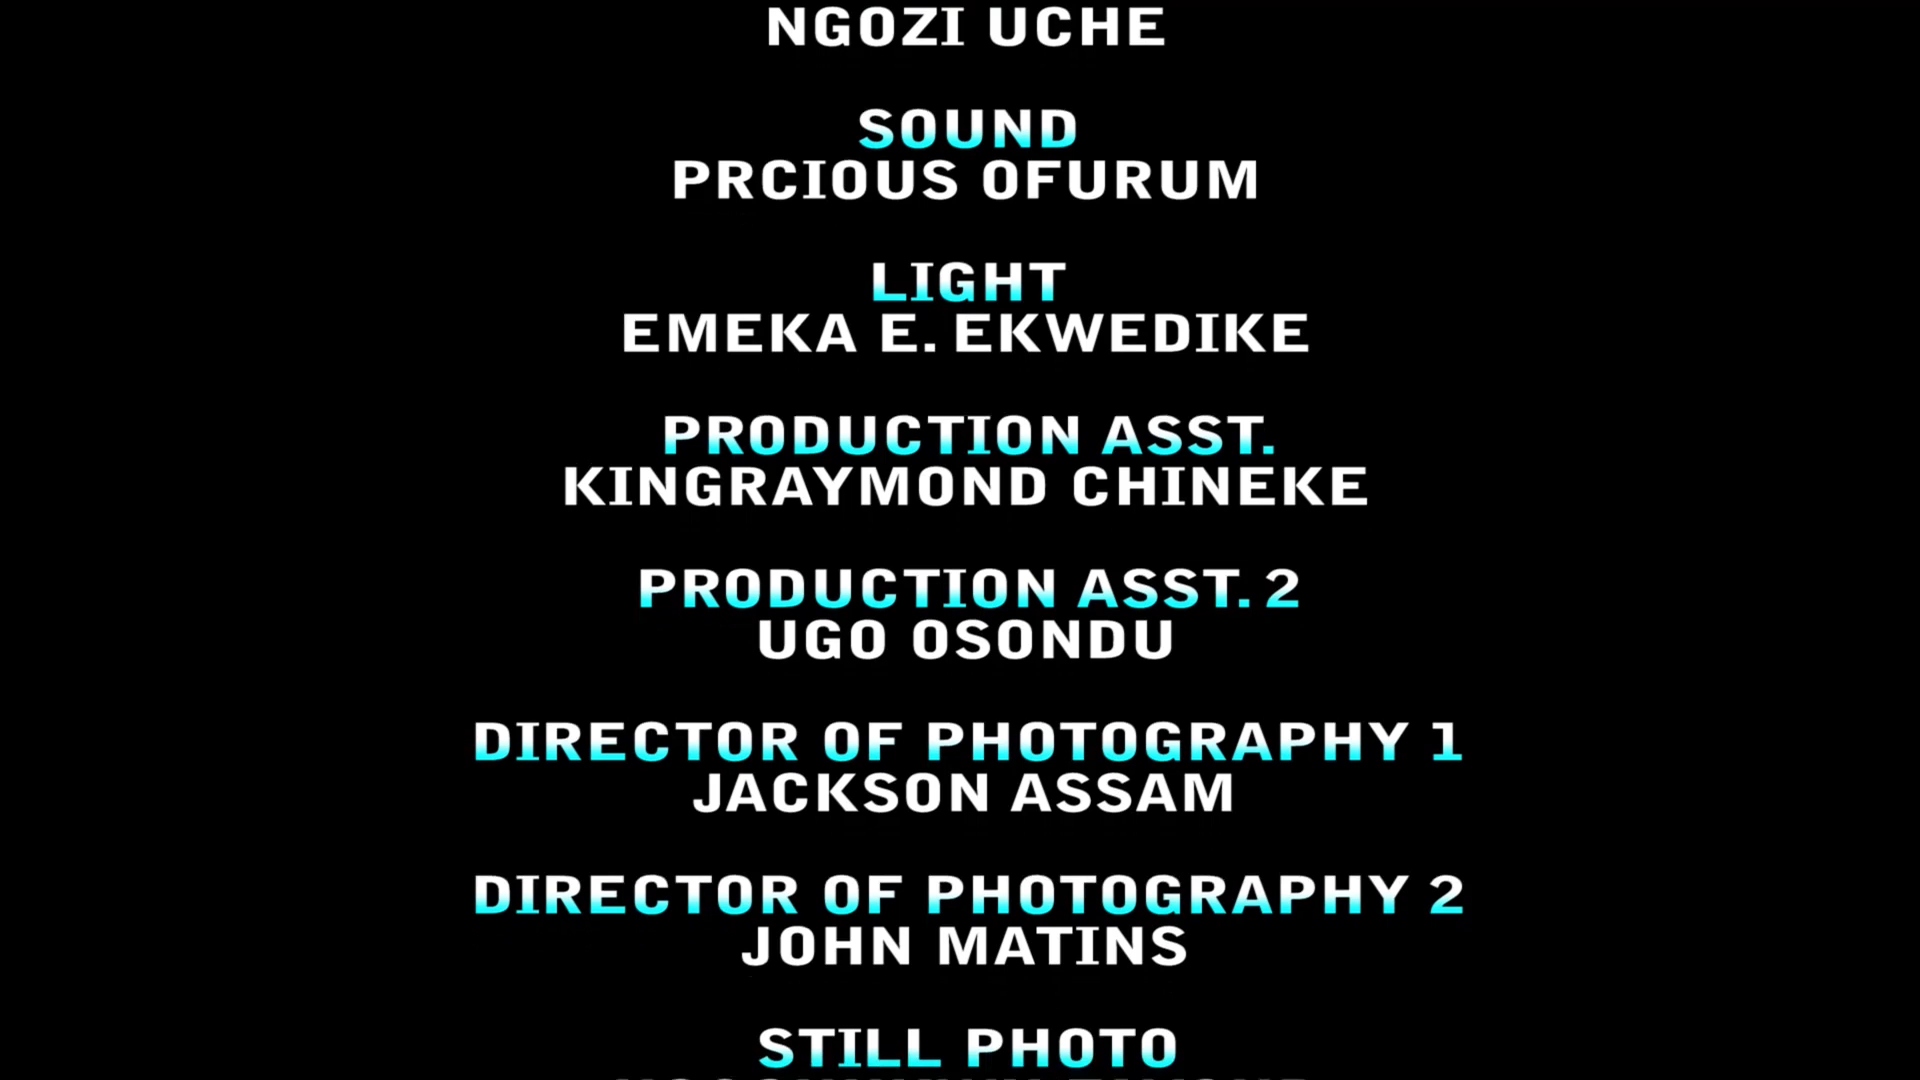 NGOZI UCHE
SOUND
PRCIOUS OFURUM
LIGHT
EMEKA E. EKWEDIKE
PRODUCTION ASST.
KINGRAYMOND CHINEKE
PRODUCTION ASST. 2
UGO OSONDU
DIRECTOR OF PHOTOGRAPHY 1
JACKSON ASSAM
DIRECTOR OF PHOTOGRAPHY 2
JOHN MATINS
STILL PHOTO